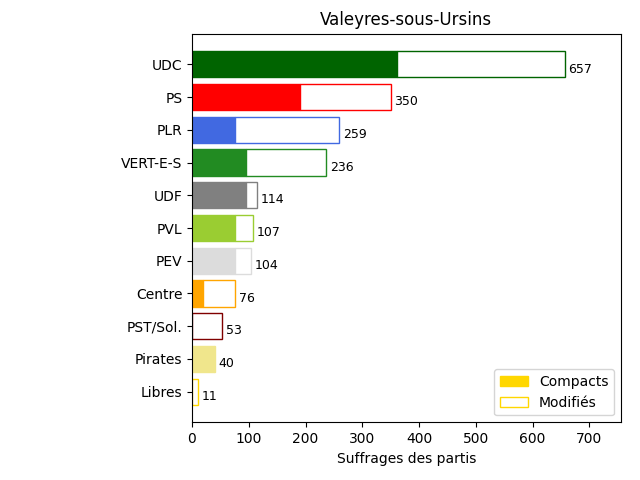 Valeyres-sous-Ursins
UDC 657
PS 350
PLR 259
VERT-E-S 236
UDF 114
PVL 107
PEV 104
Centre 76
PST/Sol. 53
Pirates 40
Libres 11
Compacts
Modifiés
0 100 200 300 400 500 600 700
Suffrages des partis